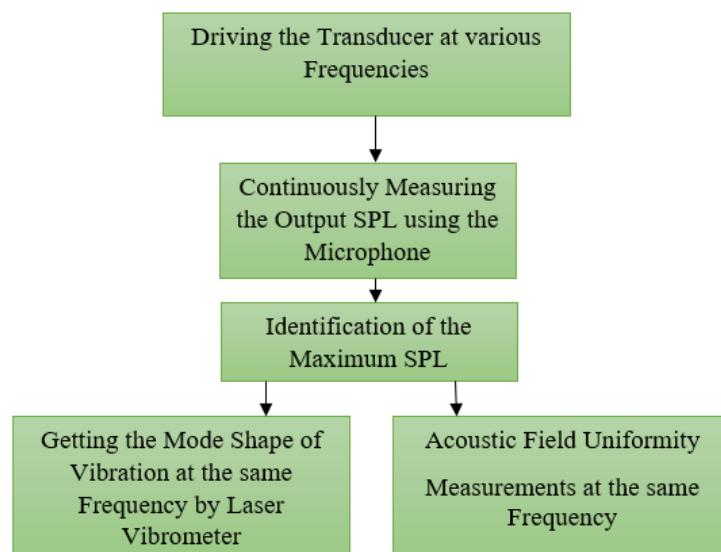 Driving the Transducer at various
Frequencies
Continuously Measuring
the Output SPL using the
Microphone
Identification of the
Maximum SPL
Getting the Mode Shape of
Vibration at the same
Frequency by Laser
Vibrometer
Acoustic Field Uniformity
Measurements at the same
Frequency